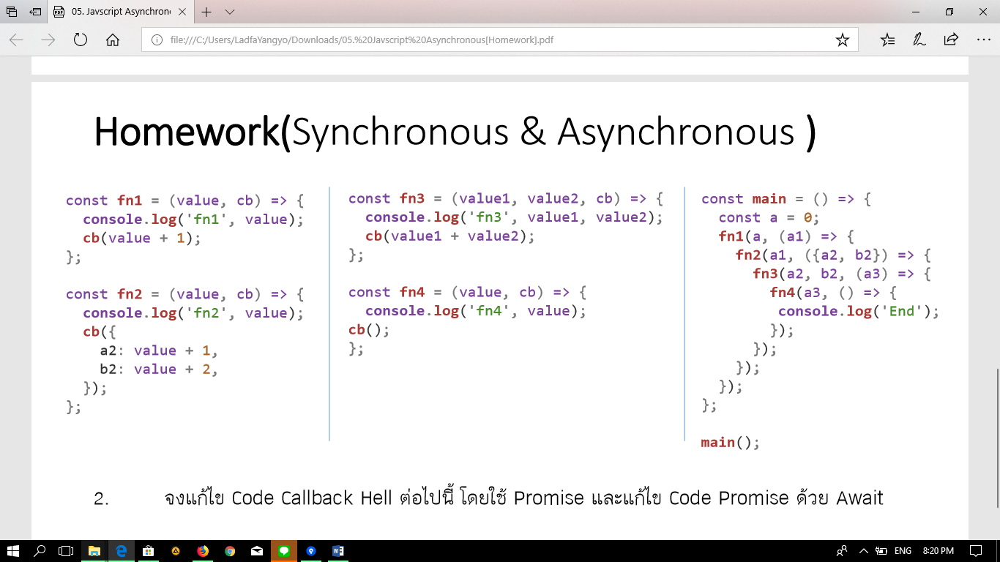 05. Javscript Asynchron
file:///C:/Users/LadfaYangyo/Downloads/05.%20Javscript%20Asynchronous[Homework].pdf
Homework(Synchronous & Asynchronous )
const fn1 = (value, cb) => {
  console.log('fn1', value);
  cb(value + 1);
};
const fn2 = (value, cb) => {
  console.log('fn2', value);
  cb({
    a2: value + 1,
    b2: value + 2,
  });
};
const fn3 = (value1, value2, cb) => {
  console.log('fn3', value1, value2);
  cb(value1 + value2);
};
const fn4 = (value, cb) => {
  console.log('fn4', value);
cb();
};
const main = () => {
  const a = 0;
  fn1(a, (a1) => {
    fn2(a1, ({a2, b2}) => {
      fn3(a2, b2, (a3) => {
        fn4(a3, () => {
         console.log('End');
        });
      });
    });
  });
};
main();
2. จงแก้ไข Code Callback Hell ต่อไปนี้ โดยใช้ Promise และแก้ไข Code Promise ด้วย Await
ENG 8:20 PM